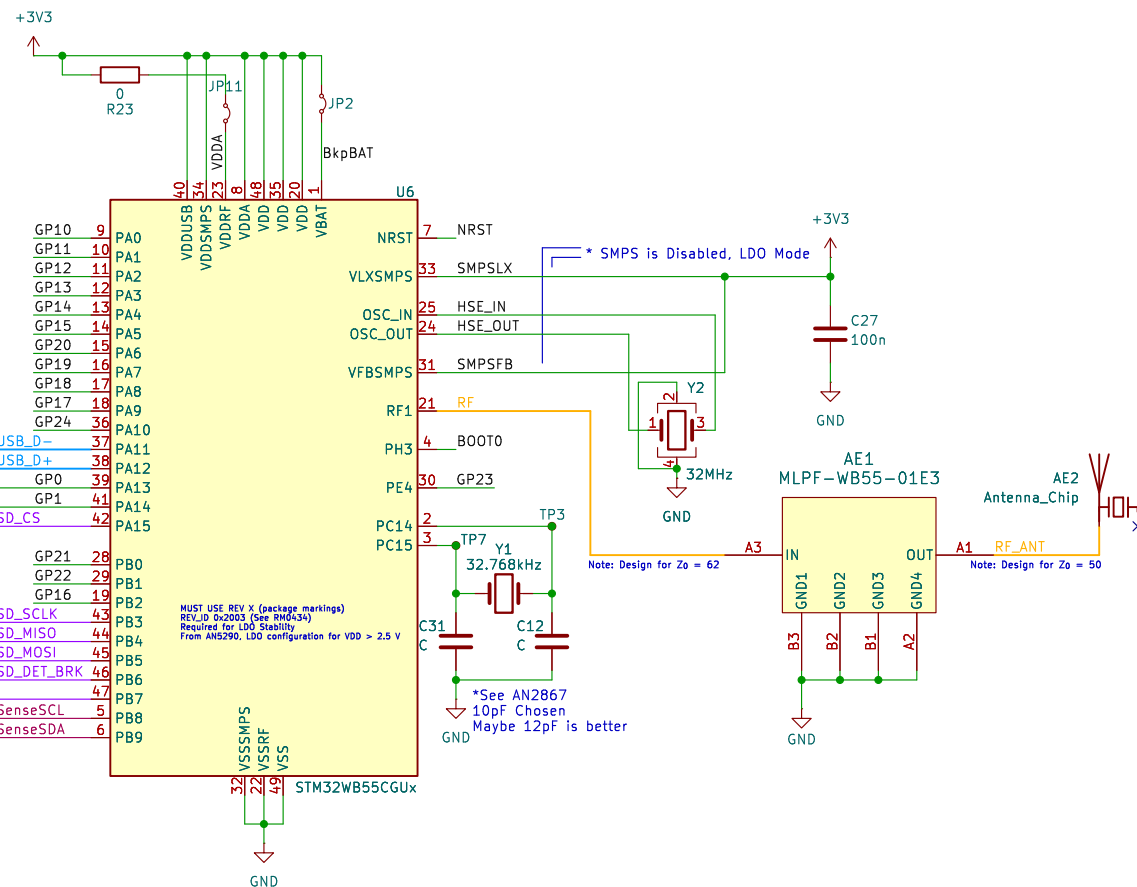 +3V3
0
R23
JP11
JP2
VDDA
BkpBAT
U6
40
34
23
8
48
35
20
1
VDDUSB
VDDSMPS
VDDRF
VDDA
VDD
VDD
VDD
VBAT
GP10 9 PA0
GP11 10 PA1
GP12 11 PA2
GP13 12 PA3
GP14 13 PA4
GP15 14 PA5
GP20 15 PA6
GP19 16 PA7
GP18 17 PA8
GP17 18 PA9
GP24 36 PA10
USB_D- 37 PA11
USB_D+ 38 PA12
GP0 39 PA13
GP1 41 PA14
SD_CS 42 PA15
GP21 28 PB0
GP22 29 PB1
GP16 19 PB2
SD_SCLK 43 PB3
SD_MISO 44 PB4
SD_MOSI 45 PB5
SD_DET_BRK 46 PB6
47 PB7
SenseSCL 5 PB8
SenseSDA 6 PB9
NRST 7 NRST
VLXSMPS 33 SMPSLX
OSC_IN 25 HSE_IN
OSC_OUT 24 HSE_OUT
VFBSMPS 31 SMPSFB
RF1 21 RF
PH3 4 BOOT0
PE4 30 GP23
PC14 2
PC15 3
MUST USE REV X (package markings)
REV_ID 0x2003 (See RM0434)
Required for LDO Stability
From AN5290, LDO configuration for VDD > 2.5 V
VSSSMPS
VSSRF
VSS
32
22
49
STM32WB55CGUx
GND
* SMPS is Disabled, LDO Mode
+3V3
C27
100n
GND
Y2
2
1
3
4
32MHz
GND
TP3
TP7
Y1
32.768kHz
C31
C
C12
C
*See AN2867
10pF Chosen
Maybe 12pF is better
GND
AE1
MLPF-WB55-01E3
A3
IN
OUT
A1
Note: Design for Z0 = 62
RF_ANT
Note: Design for Z0 = 50
GND1
GND2
GND3
GND4
B3
B2
B1
A2
GND
AE2
Antenna_Chip